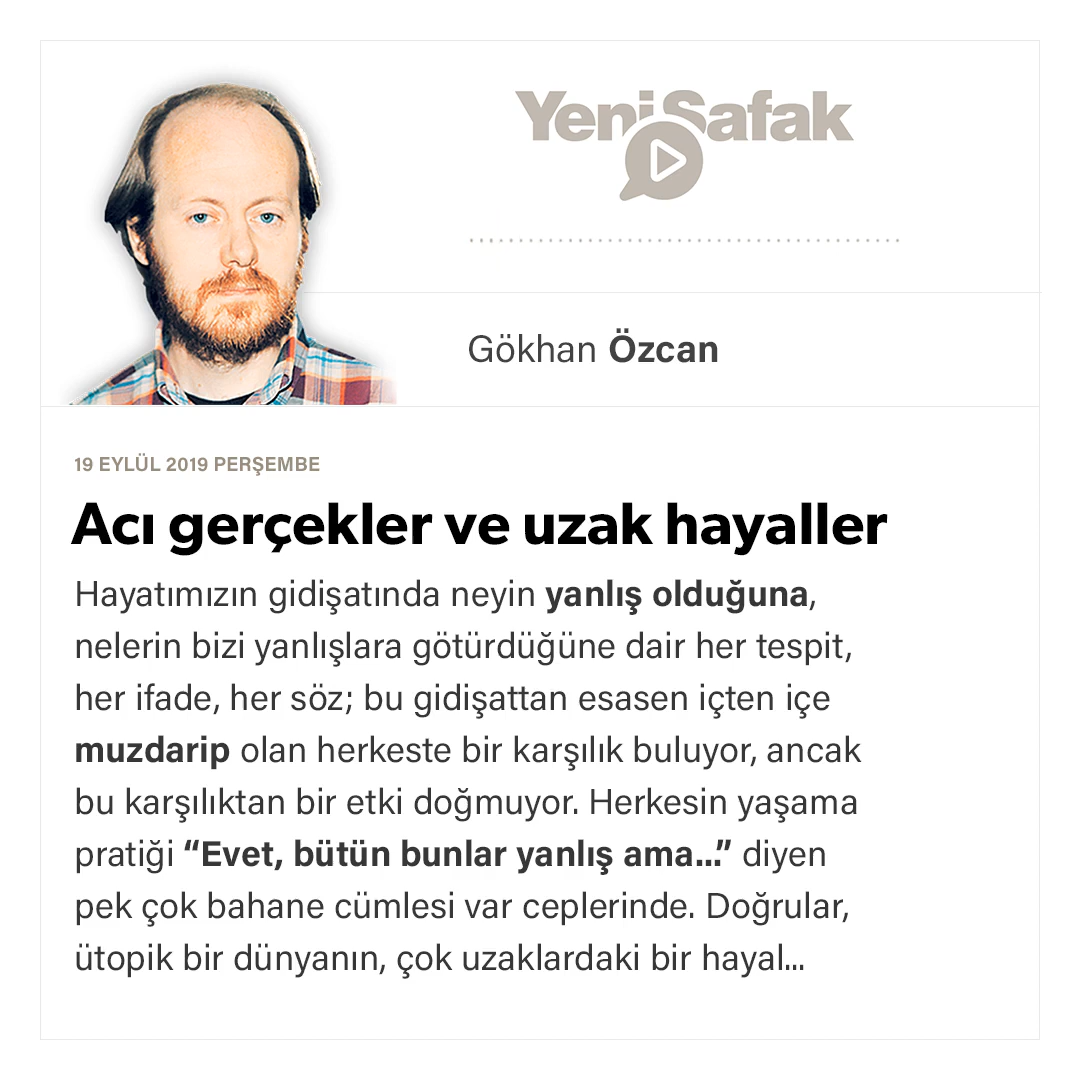 YeniSafak
Gökhan Özcan
19 EYLÜL 2019 PERŞEMBE
Acı gerçekler ve uzak hayaller
Hayatımızın gidişatında neyin yanlış olduğuna,
nelerin bizi yanlışlara götürdüğüne dair her tespit,
her ifade, her söz; bu gidişattan esasen içten içe
muzdarip olan herkeste bir karşılık buluyor, ancak
bu karşılıktan bir etki doğmuyor. Herkesin yaşama
pratiği “Evet, bütün bunlar yanlış ama...” diyen
pek çok bahane cümlesi var ceplerinde. Doğrular,
ütopik bir dünyanın, çok uzaklardaki bir hayal...